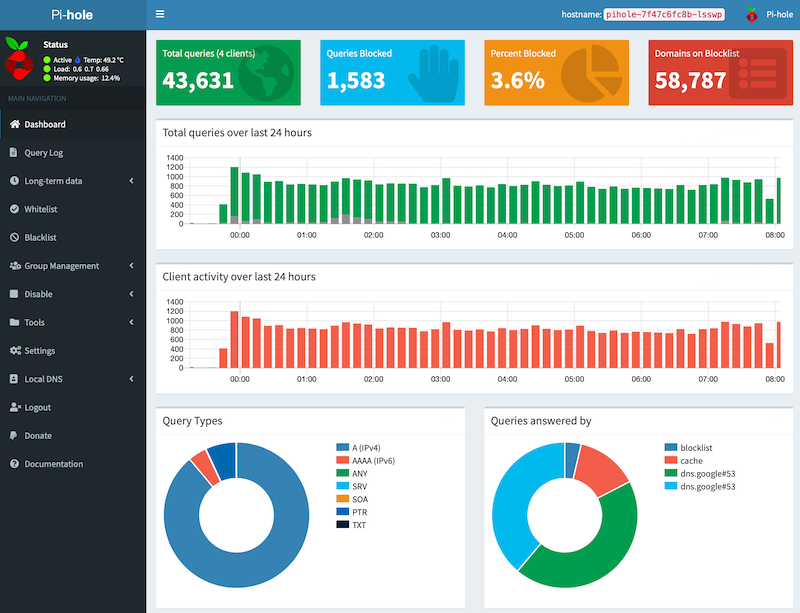 Pi-hole
hostname: pihole-7f47c6fc8b-lsswp
Pi-hole
Status
Active Temp: 49.2 °C
Load: 0.6 0.7 0.66
Memory usage: 12.4%
MAIN NAVIGATION
Dashboard
Query Log
Long-term data
Whitelist
Blacklist
Group Management
Disable
Tools
Settings
Local DNS
Logout
Donate
Documentation
Total queries (4 clients)
43,631
Queries Blocked
1,583
Percent Blocked
3.6%
Domains on Blocklist
58,787
Total queries over last 24 hours
1400
1200
1000
800
600
400
200
0
00:00 01:00 02:00 03:00 04:00 05:00 06:00 07:00 08:00
Client activity over last 24 hours
1400
1200
1000
800
600
400
200
0
00:00 01:00 02:00 03:00 04:00 05:00 06:00 07:00 08:00
Query Types
A (IPv4)
AAAA (IPv6)
ANY
SRV
SOA
PTR
TXT
Queries answered by
blocklist
cache
dns.google#53
dns.google#53